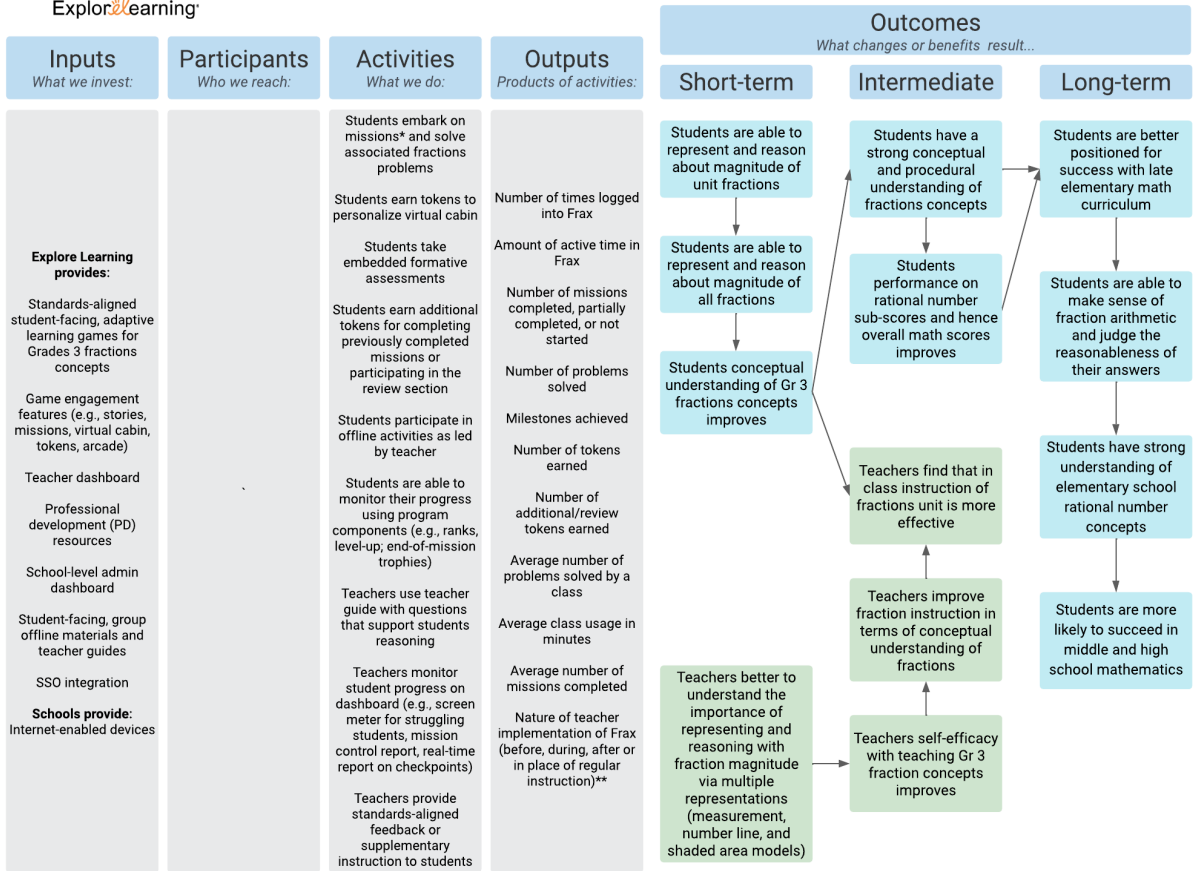 ExploreLearning
Inputs
What we invest:
Participants
Who we reach:
Activities
What we do:
Outputs
Products of activities:
Outcomes
What changes or benefits result...
Short-term
Intermediate
Long-term
Explore Learning
provides:
Standards-aligned
student-facing, adaptive
learning games for
Grades 3 fractions
concepts
Game engagement
features (e.g., stories,
missions, virtual cabin,
tokens, arcade)
Teacher dashboard
Professional
development (PD)
resources
School-level admin
dashboard
Student-facing, group
offline materials and
teacher guides
SSO integration
Schools provide:
Internet-enabled devices
`
Students embark on
missions* and solve
associated fractions
problems
Students earn tokens to
personalize virtual cabin
Students take
embedded formative
assessments
Students earn additional
tokens for completing
previously completed
missions or
participating in the
review section
Students participate in
offline activities as led
by teacher
Students are able to
monitor their progress
using program
components (e.g., ranks,
level-up; end-of-mission
trophies)
Teachers use teacher
guide with questions
that support students
reasoning
Teachers monitor
student progress on
dashboard (e.g., screen
meter for struggling
students, mission
control report, real-time
report on checkpoints)
Teachers provide
standards-aligned
feedback or
supplementary
instruction to students
Number of times logged
into Frax
Amount of active time in
Frax
Number of missions
completed, partially
completed, or not
started
Number of problems
solved
Milestones achieved
Number of tokens
earned
Number of
additional/review
tokens earned
Average number of
problems solved by a
class
Average class usage in
minutes
Average number of
missions completed
Nature of teacher
implementation of Frax
(before, during, after or
in place of regular
instruction)**
Students are able to
represent and reason
about magnitude of
unit fractions
Students are able to
represent and reason
about magnitude of
all fractions
Students conceptual
understanding of Gr 3
fractions concepts
improves
Teachers better to
understand the
importance of
representing and
reasoning with
fraction magnitude
via multiple
representations
(measurement,
number line, and
shaded area models)
Students have a
strong conceptual
and procedural
understanding of
fractions concepts
Students
performance on
rational number
sub-scores and hence
overall math scores
improves
Teachers find that in
class instruction of
fractions unit is more
effective
Teachers improve
fraction instruction in
terms of conceptual
understanding of
fractions
Teachers self-efficacy
with teaching Gr 3
fraction concepts
improves
Students are better
positioned for
success with late
elementary math
curriculum
Students are able to
make sense of
fraction arithmetic
and judge the
reasonableness of
their answers
Students have strong
understanding of
elementary school
rational number
concepts
Students are more
likely to succeed in
middle and high
school mathematics